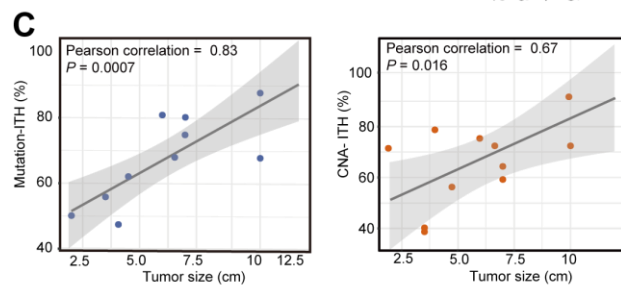 C
Pearson correlation = 0.83
P = 0.0007
Mutation-ITH (%)
100
80
60
40
2.5 5.0 7.5 10 12.5
Tumor size (cm)
Pearson correlation = 0.67
P = 0.016
CNA- ITH (%)
100
80
60
40
2.5 5.0 7.5 10
Tumor size (cm)